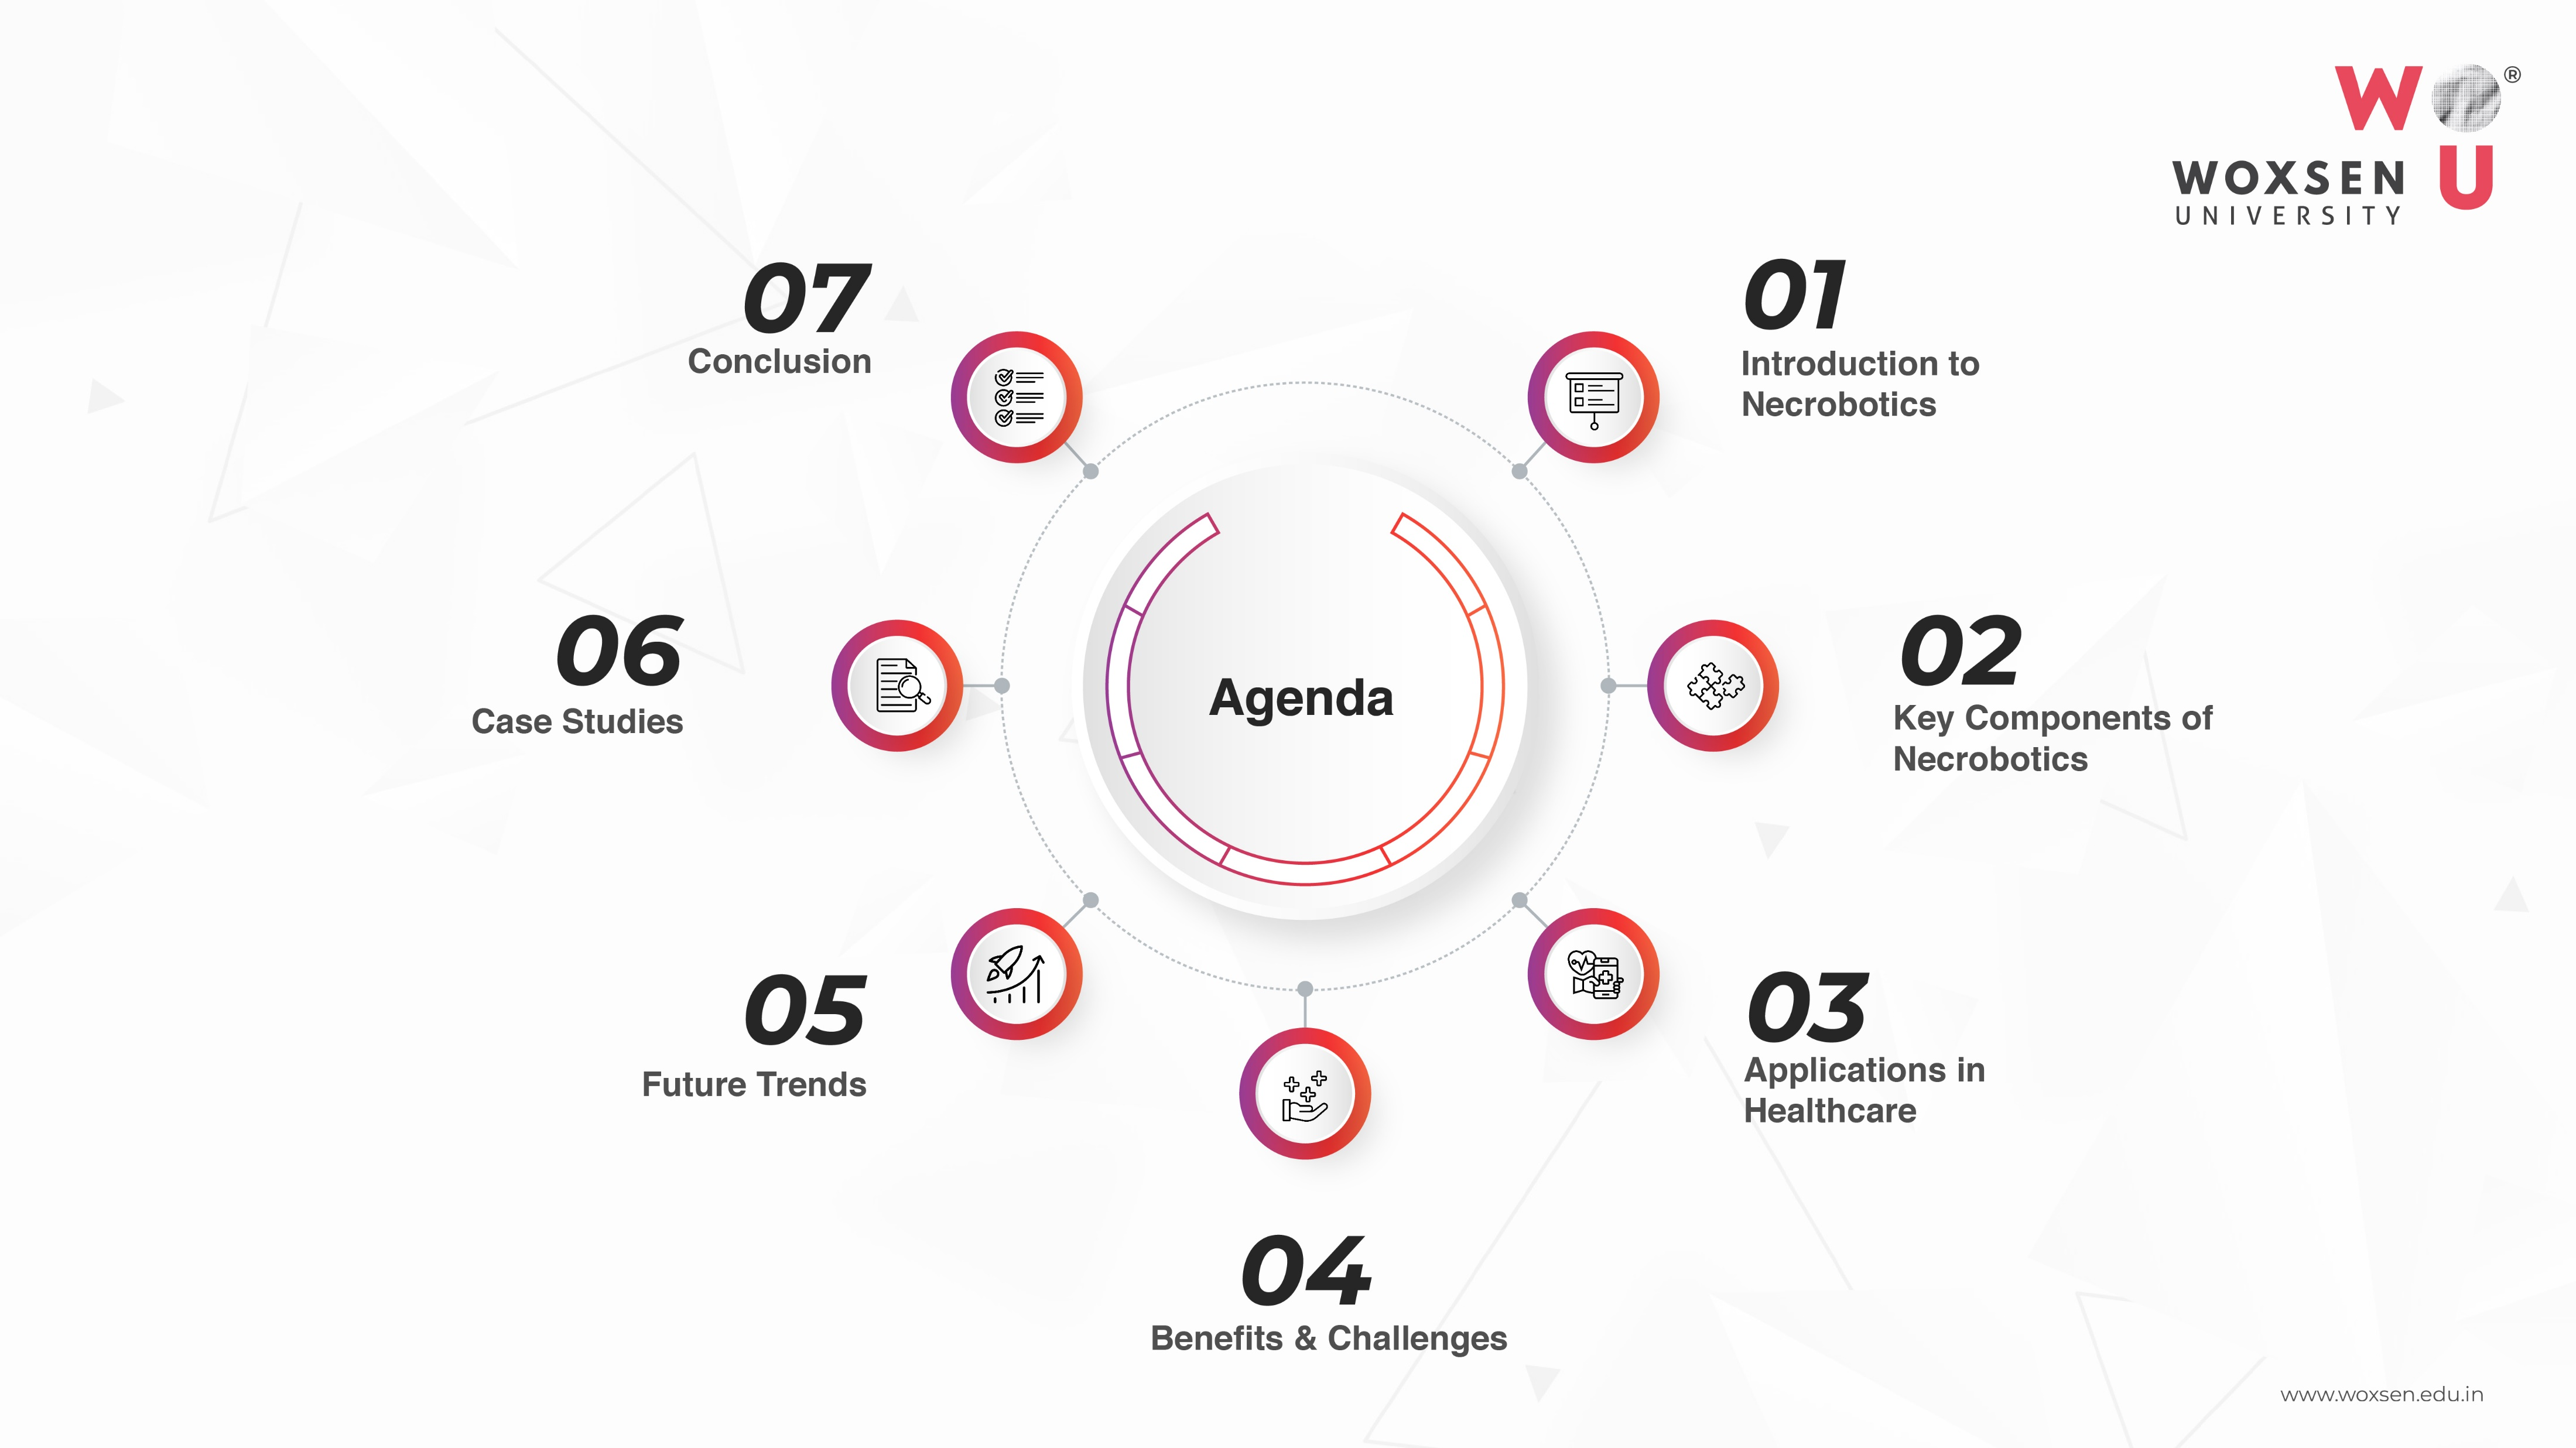 W ®
WOXSEN U
UNIVERSITY
Agenda
01
Introduction to
Necrobotics
02
Key Components of
Necrobotics
03
Applications in
Healthcare
04
Benefits & Challenges
05
Future Trends
06
Case Studies
07
Conclusion
www.woxsen.edu.in